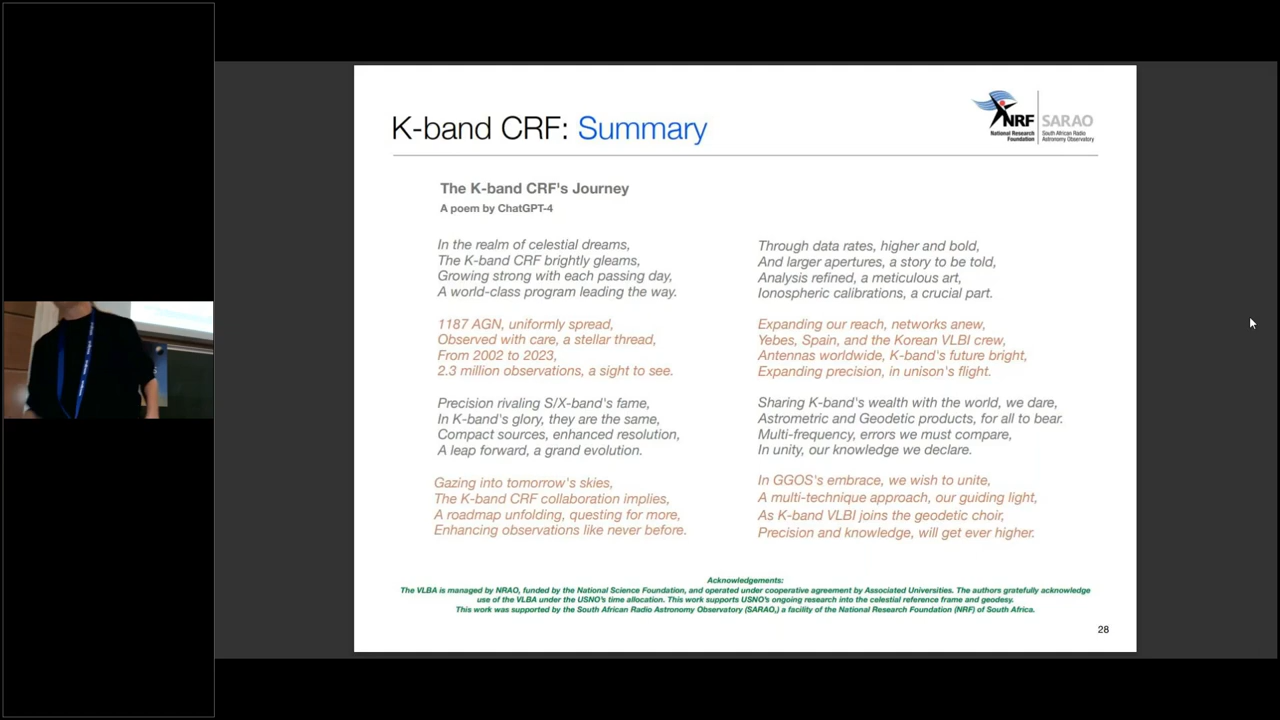 K-band CRF: Summary
NRF
National Research
Foundation
SARAO
South African Radio
Astronomy Observatory
The K-band CRF's Journey
A poem by ChatGPT-4
In the realm of celestial dreams,
The K-band CRF brightly gleams,
Growing strong with each passing day,
A world-class program leading the way.
1187 AGN, uniformly spread,
Observed with care, a stellar thread,
From 2002 to 2023,
2.3 million observations, a sight to see.
Precision rivaling S/X-band's fame,
In K-band's glory, they are the same,
Compact sources, enhanced resolution,
A leap forward, a grand evolution.
Gazing into tomorrow's skies,
The K-band CRF collaboration implies,
A roadmap unfolding, questing for more,
Enhancing observations like never before.
Through data rates, higher and bold,
And larger apertures, a story to be told,
Analysis refined, a meticulous art,
Ionospheric calibrations, a crucial part.
Expanding our reach, networks anew,
Yebes, Spain, and the Korean VLBI crew,
Antennas worldwide, K-band's future bright,
Expanding precision, in unison's flight.
Sharing K-band's wealth with the world, we dare,
Astrometric and Geodetic products, for all to bear.
Multi-frequency, errors we must compare,
In unity, our knowledge we declare.
In GGOS's embrace, we wish to unite,
A multi-technique approach, our guiding light,
As K-band VLBI joins the geodetic choir,
Precision and knowledge, will get ever higher.
Acknowledgements:
The VLBA is managed by NRAO, funded by the National Science Foundation, and operated under cooperative agreement by Associated Universities. The authors gratefully acknowledge
use of the VLBA under the USNO's time allocation. This work supports USNO's ongoing research into the celestial reference frame and geodesy.
This work was supported by the South African Radio Astronomy Observatory (SARAO,) a facility of the National Research Foundation (NRF) of South Africa.
28